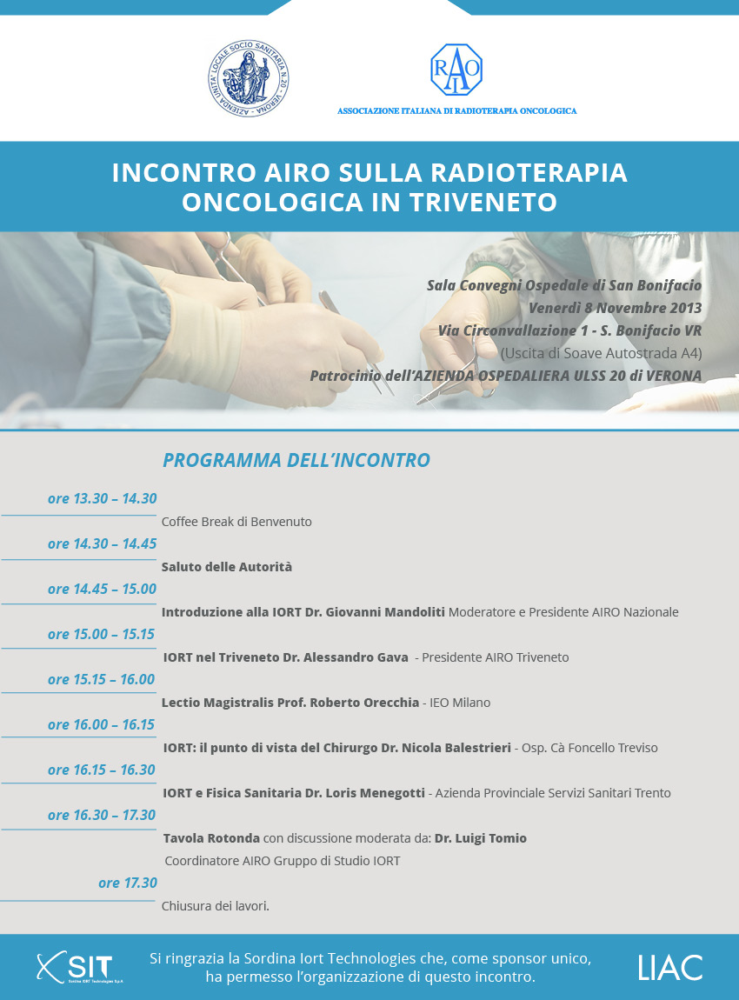 AZIENDA UNITA' LOCALE SOCIO SANITARIA N.20 - VERONA -
R A I O
ASSOCIAZIONE ITALIANA DI RADIOTERAPIA ONCOLOGICA
INCONTRO AIRO SULLA RADIOTERAPIA
ONCOLOGICA IN TRIVENETO
Sala Convegni Ospedale di San Bonifacio
Venerdì 8 Novembre 2013
Via Circonvallazione 1 - S. Bonifacio VR
(Uscita di Soave Autostrada A4)
Patrocinio dell’AZIENDA OSPEDALIERA ULSS 20 di VERONA
PROGRAMMA DELL’INCONTRO
ore 13.30 – 14.30
Coffee Break di Benvenuto
ore 14.30 – 14.45
Saluto delle Autorità
ore 14.45 – 15.00
Introduzione alla IORT Dr. Giovanni Mandoliti Moderatore e Presidente AIRO Nazionale
ore 15.00 – 15.15
IORT nel Triveneto Dr. Alessandro Gava - Presidente AIRO Triveneto
ore 15.15 – 16.00
Lectio Magistralis Prof. Roberto Orecchia - IEO Milano
ore 16.00 – 16.15
IORT: il punto di vista del Chirurgo Dr. Nicola Balestrieri - Osp. Cà Foncello Treviso
ore 16.15 – 16.30
IORT e Fisica Sanitaria Dr. Loris Menegotti - Azienda Provinciale Servizi Sanitari Trento
ore 16.30 – 17.30
Tavola Rotonda con discussione moderata da: Dr. Luigi Tomio
Coordinatore AIRO Gruppo di Studio IORT
ore 17.30
Chiusura dei lavori.
SIT
Sordina IORT Technologies S.p.A
Si ringrazia la Sordina Iort Technologies che, come sponsor unico,
ha permesso l’organizzazione di questo incontro.
LIAC